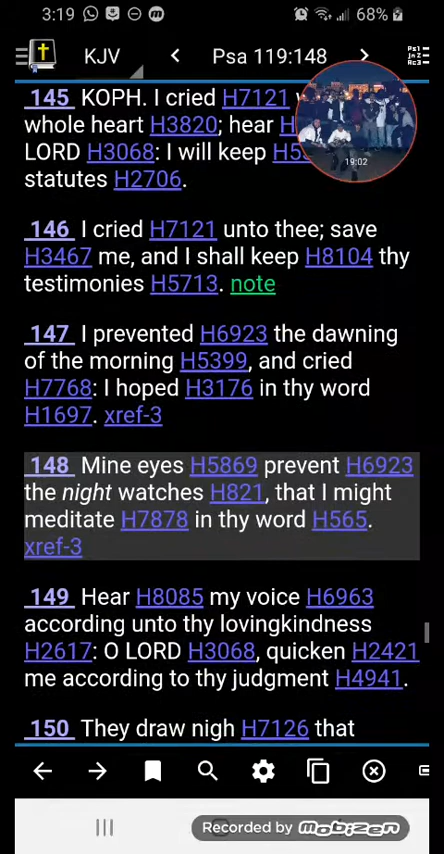 3:19 68%
KJV < Psa 119:148 >
145 KOPH. I cried H7121
whole heart H3820; hear
LORD H3068: I will keep
statutes H2706.
19:02
146 I cried H7121 unto thee; save
H3467 me, and I shall keep H8104 thy
testimonies H5713. note
147 I prevented H6923 the dawning
of the morning H5399, and cried
H7768: I hoped H3176 in thy word
H1697. xref-3
148 Mine eyes H5869 prevent H6923
the night watches H821, that I might
meditate H7878 in thy word H565.
xref-3
149 Hear H8085 my voice H6963
according unto thy lovingkindness
H2617: O LORD H3068, quicken H2421
me according to thy judgment H4941.
150 They draw nigh H7126 that
Recorded by Mobizen